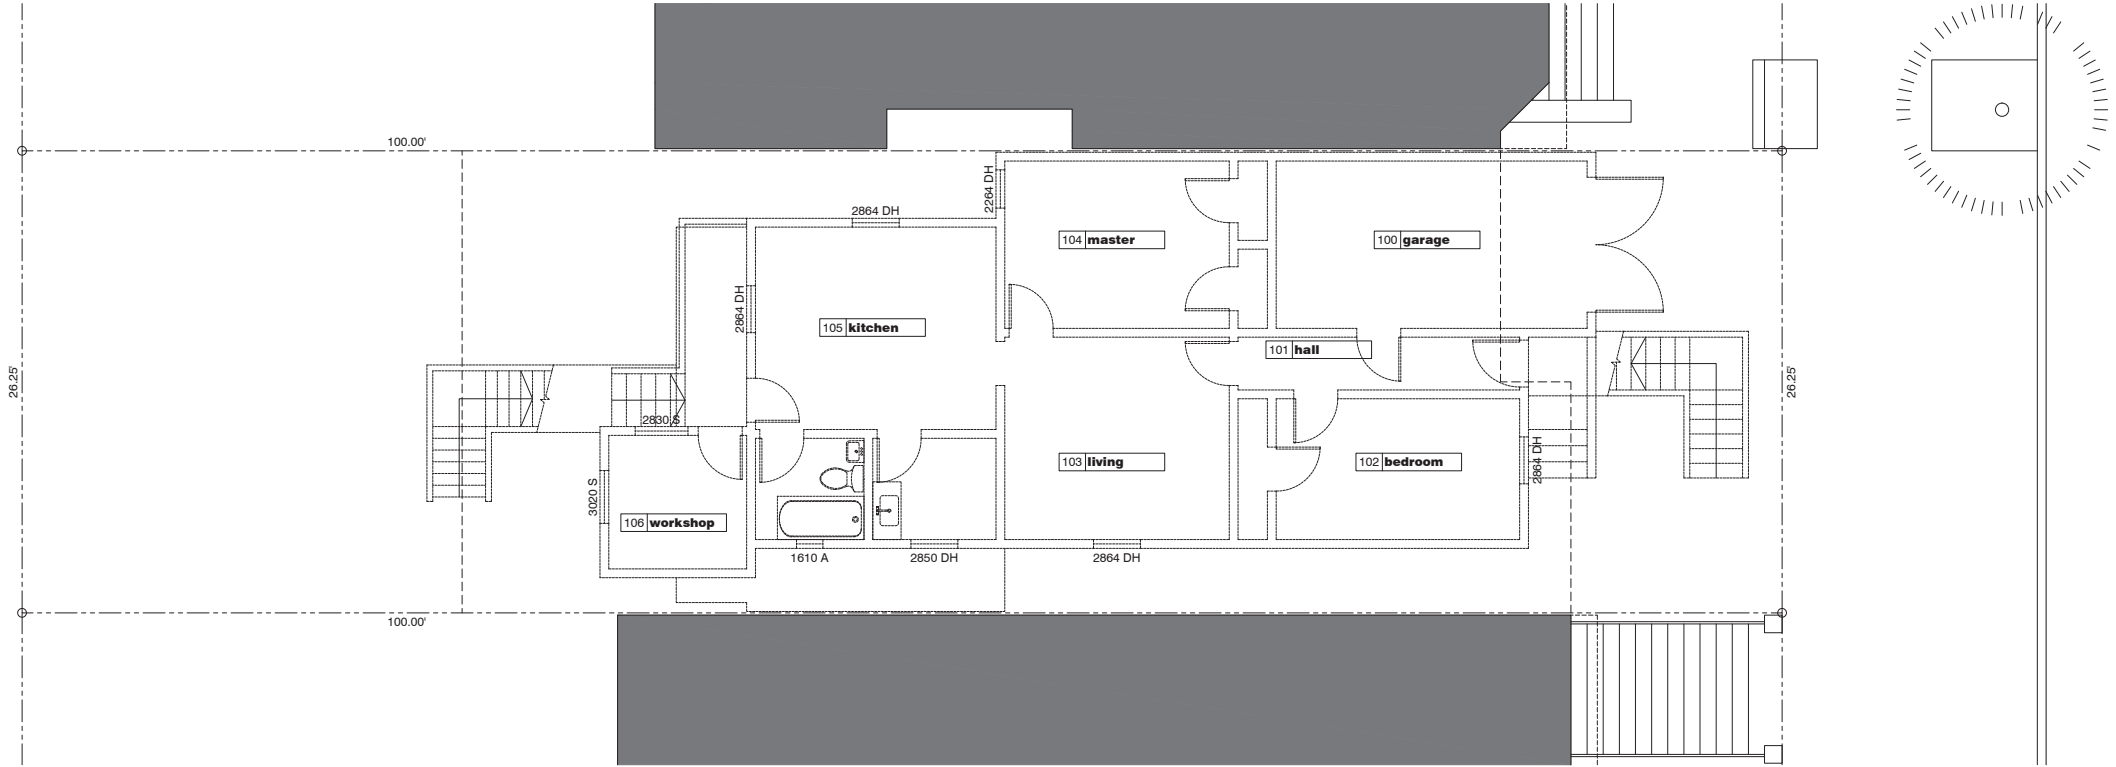 100.00'
2264 DH
2864 DH
104 master
100 garage
2864 DH
105 kitchen
101 hall
26.25'
26.25'
2830 S
103 living
102 bedroom
2864 DH
3020 S
106 workshop
1610 A
2850 DH
2864 DH
100.00'